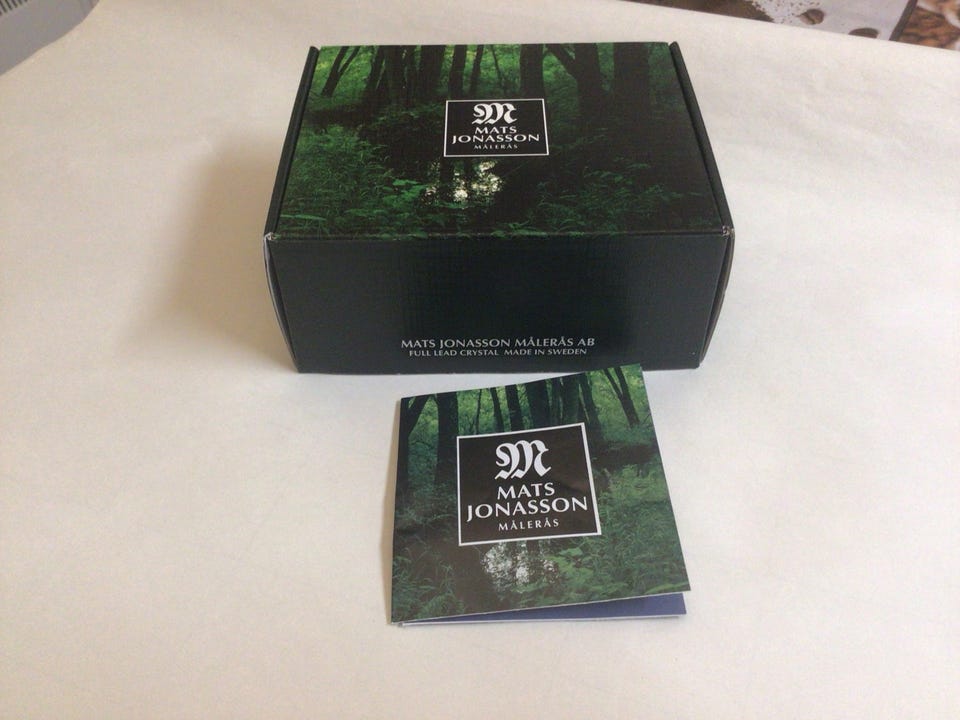 M
MATS
JONASSON
MÅLERÅS
MATS JONASSON MÅLERÅS AB
FULL LEAD CRYSTAL MADE IN SWEDEN
M
MATS
JONASSON
MÅLERÅS